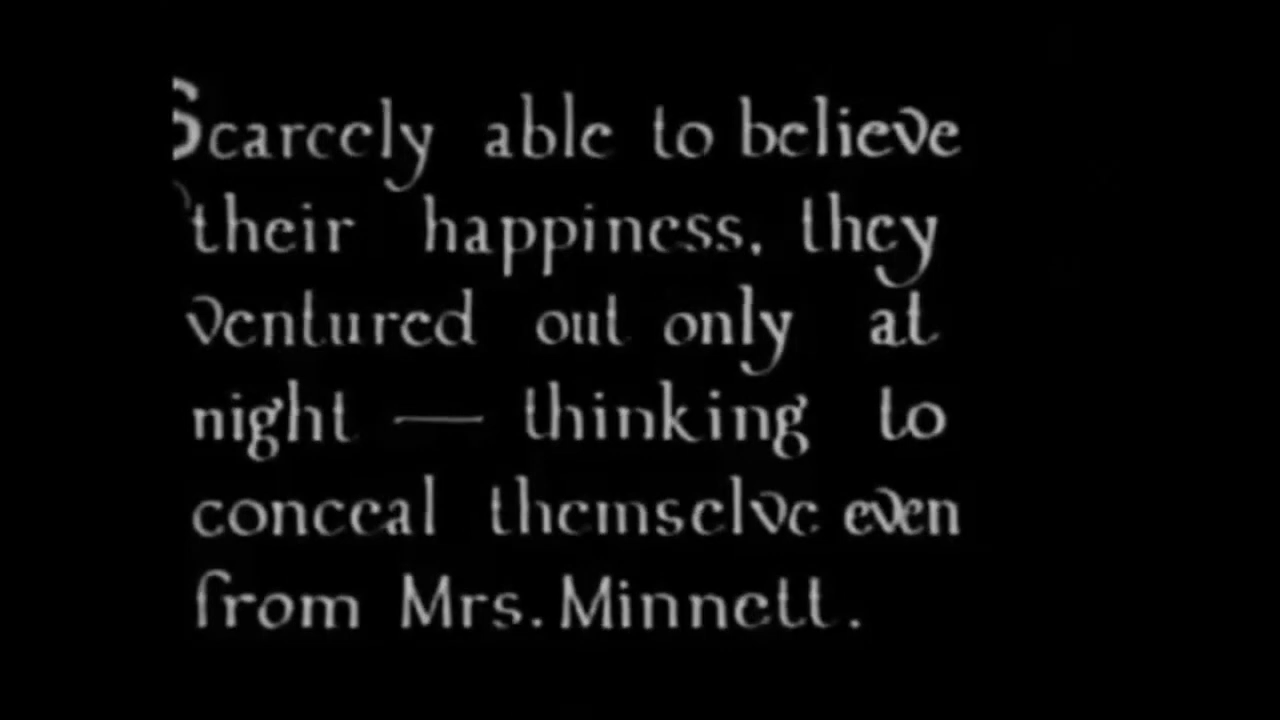 Scarcely able to believe
their happiness, they
ventured out only at
night — thinking to
conceal themselve even
from Mrs. Minnett.